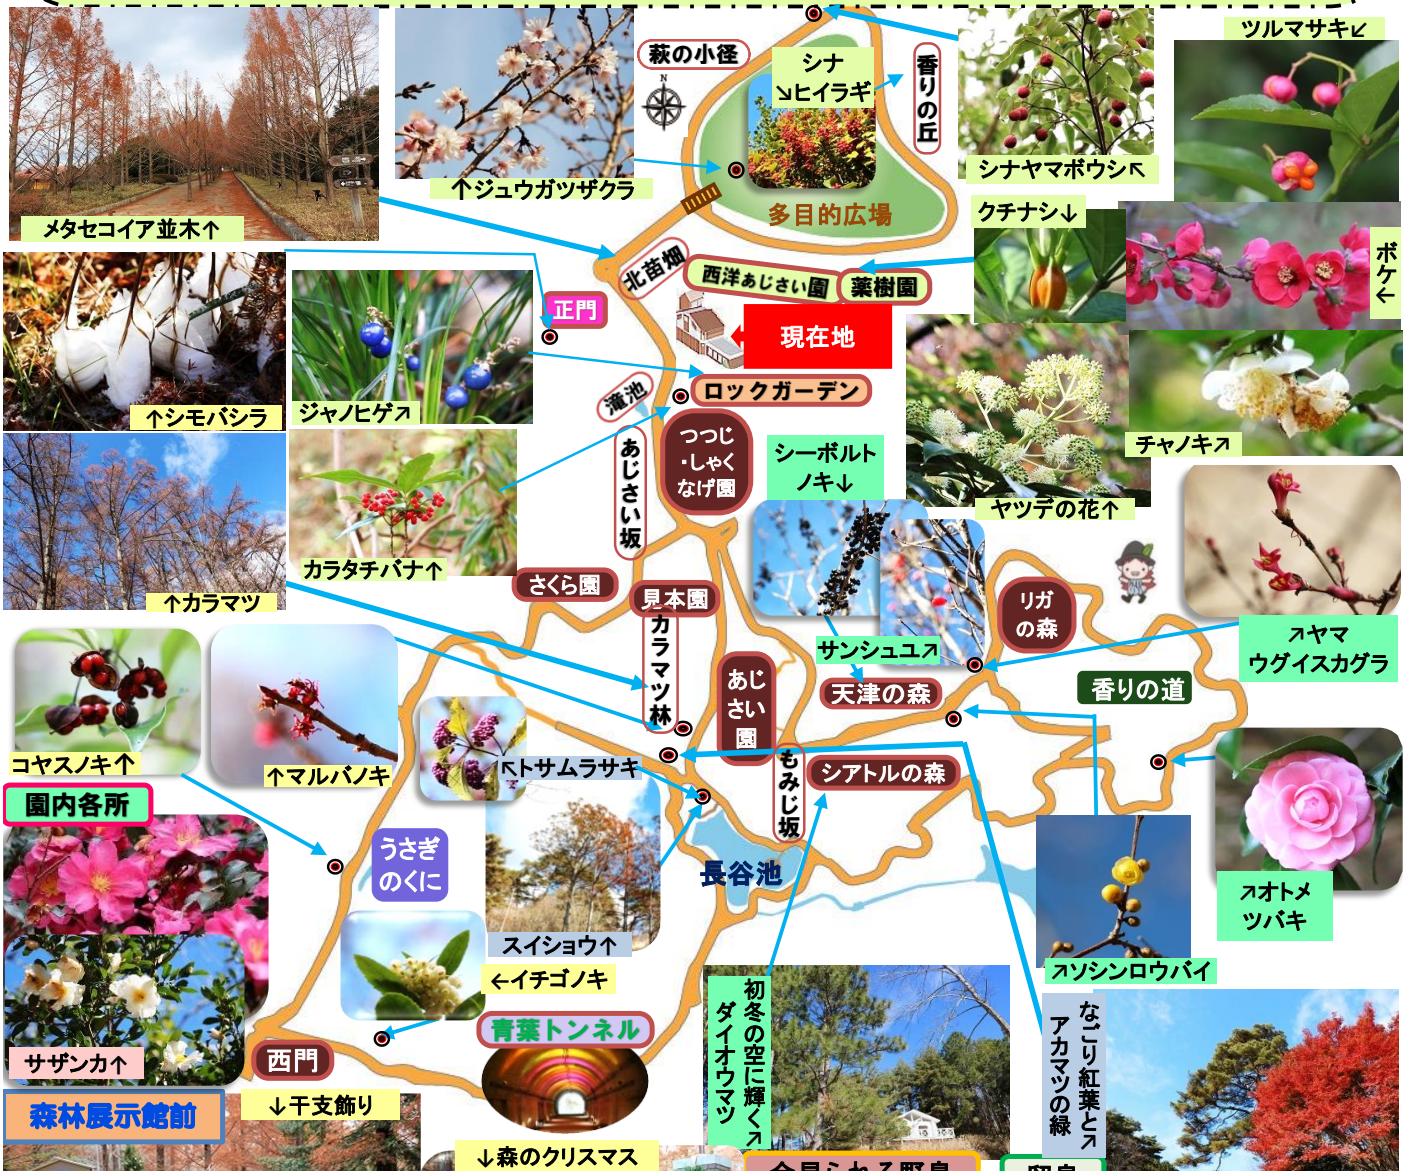 ツルマサキ↙
萩の小径
シナ
↘ヒイラギ
香りの丘
N
シナヤマボウシ↖
↑ジュウガツザクラ
メタセコイア並木↑
多目的広場
クチナシ↓
ボケ←
北苗畑
西洋あじさい園
薬樹園
正門
現在地
ロックガーデン
ジャノヒゲ↗
↑シモバシラ
滝池
チャノキ↗
つつじ
・しゃく
なげ園
あじさい坂
シーボルト
ノキ↓
ヤツデの花↑
カラタチバナ↑
↑カラマツ
さくら園
見本園
カラマツ林
リガ
の森
サンシュユ↗
↗ヤマ
ウグイスカグラ
天津の森
香りの道
あじ
さい
園
コヤスノキ↑
↑マルバノキ
↖トサムラサキ
もみじ坂
シアトルの森
園内各所
うさぎ
のくに
長谷池
↗オトメ
ツバキ
スイショウ↑
←イチゴノキ
↗ソシンロウバイ
青葉トンネル
初冬の空に輝く↗
ダイオウマツ
なごり紅葉と↗
アカマツの緑
サザンカ↑
西門
↓干支飾り
森林展示館前
↓森のクリスマス
今見られる野鳥